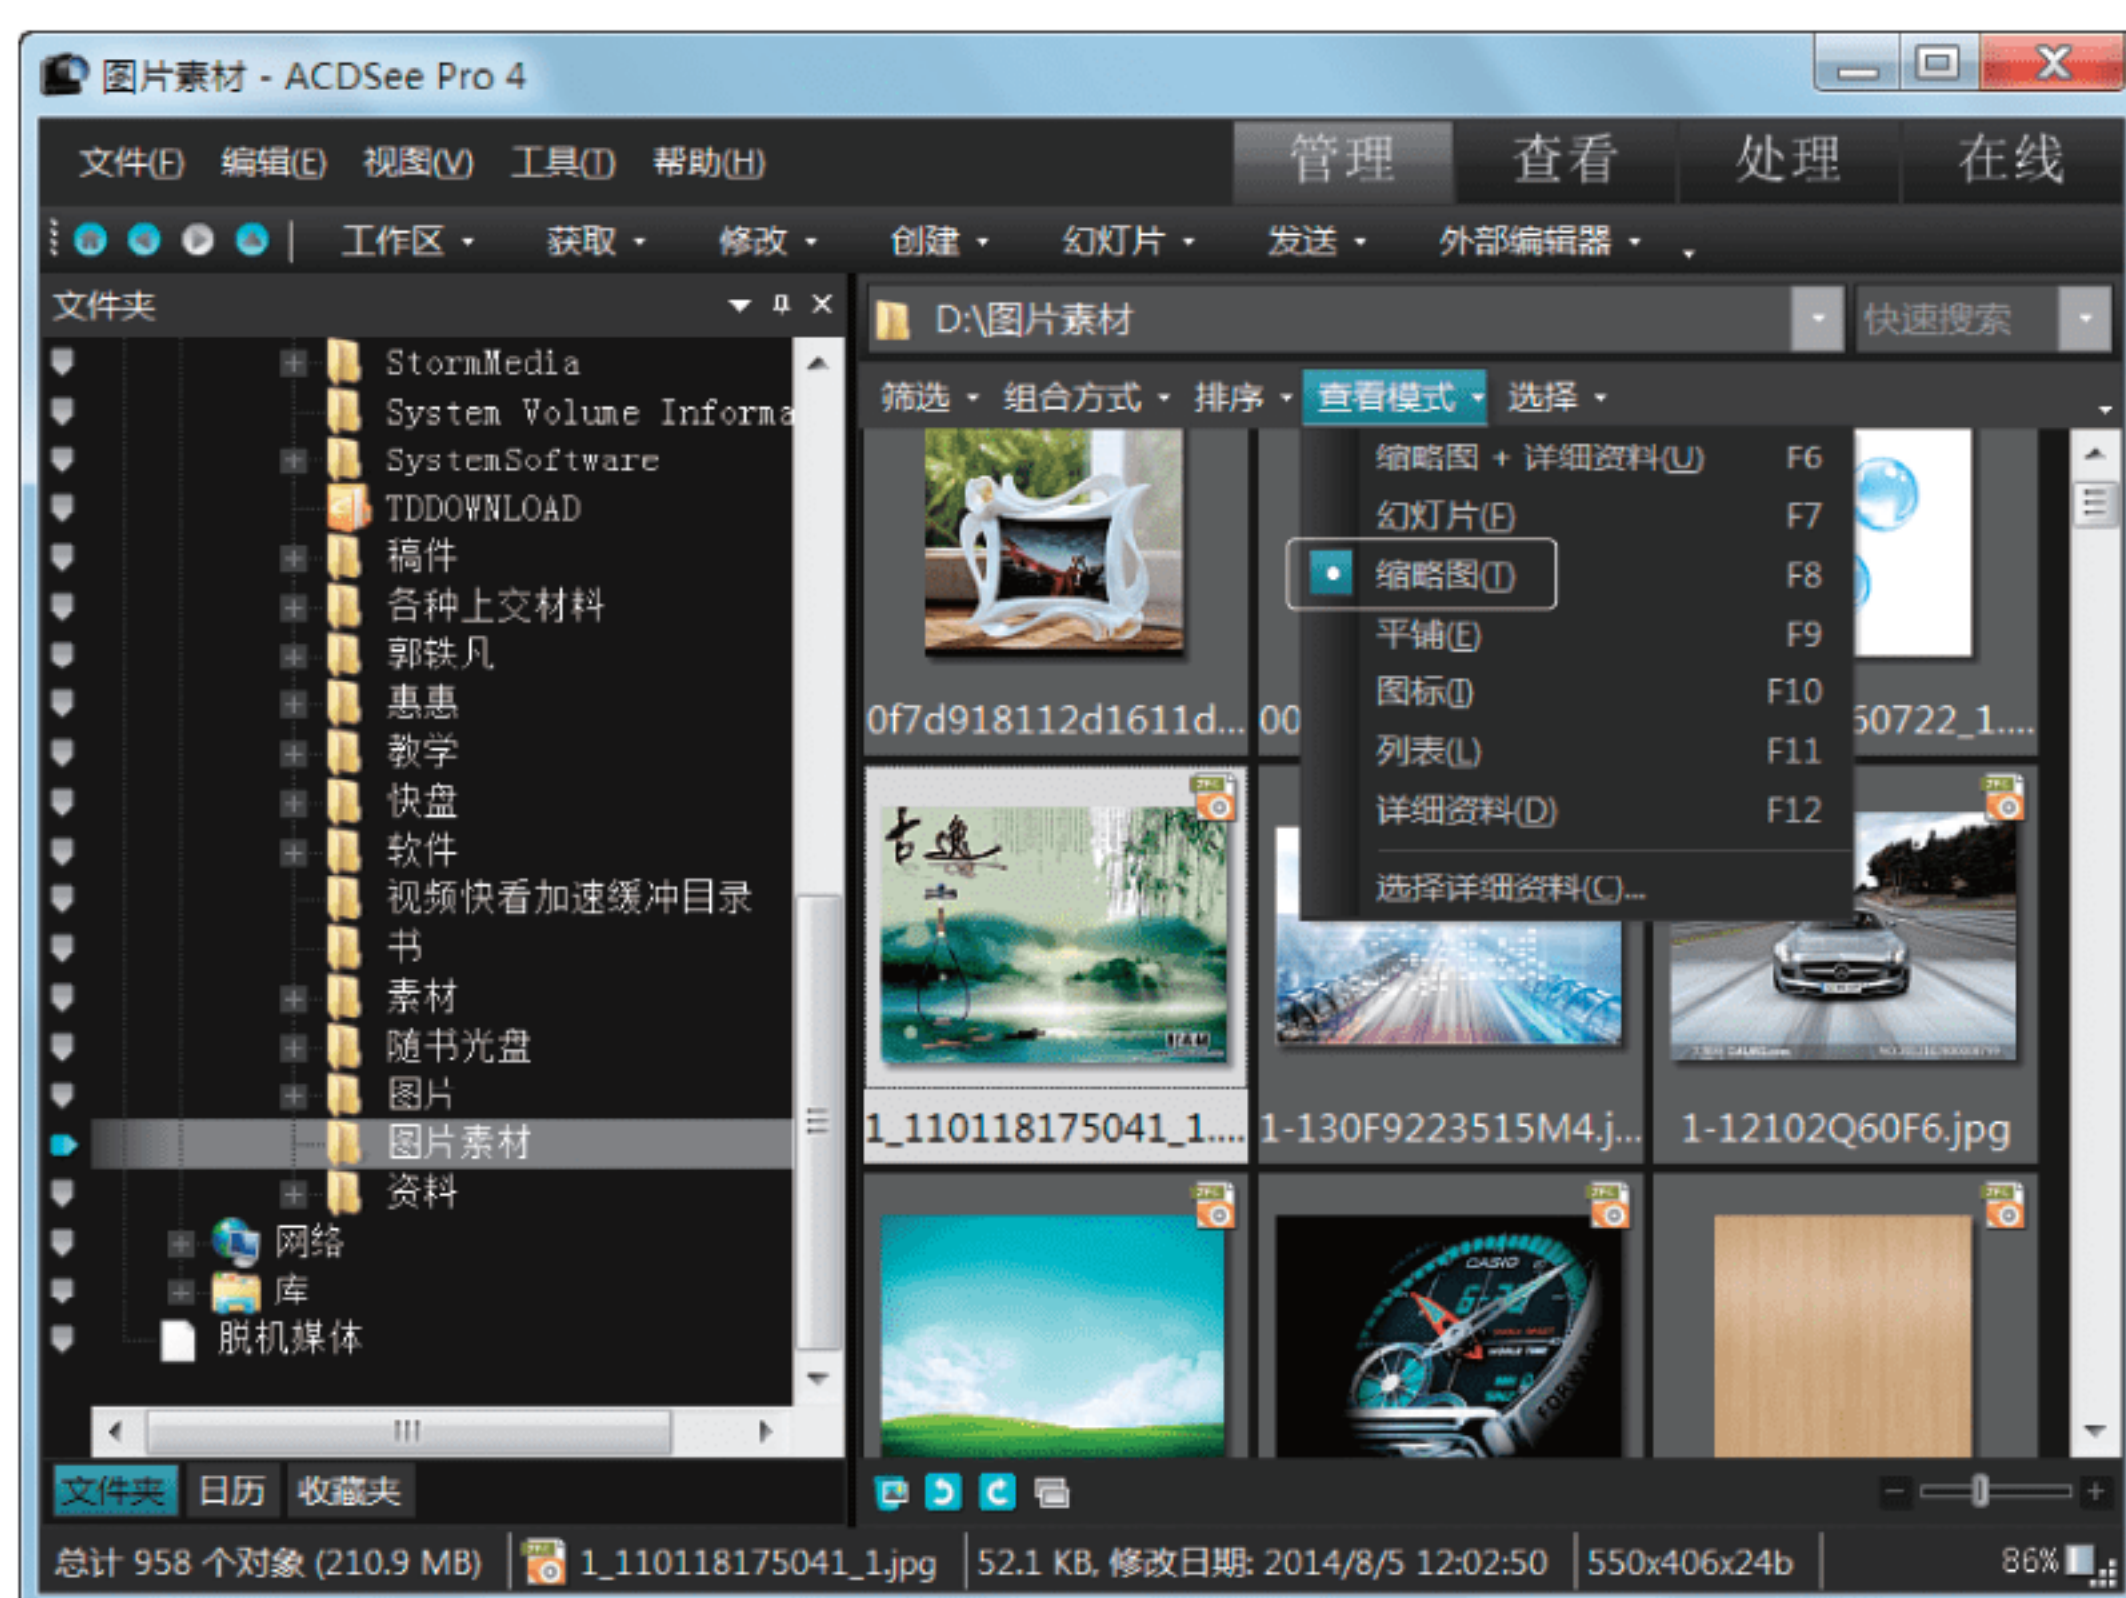 图片素材 - ACDSee Pro 4
文件(F) 编辑(E) 视图(V) 工具(T) 帮助(H)
管理 查看 处理 在线
工作区 获取 修改 创建 幻灯片 发送 外部编辑器
文件夹
StormMedia
System Volume Informa
SystemSoftware
TDDOWNLOAD
稿件
各种上交材料
郭轶凡
惠惠
教学
快盘
软件
视频快看加速缓冲目录
书
素材
随书光盘
图片
图片素材
资料
网络
库
脱机媒体
文件夹 日历 收藏夹
D:\图片素材
快速搜索
筛选 组合方式 排序 查看模式 选择
缩略图 + 详细资料(U) F6
幻灯片(F) F7
缩略图(T) F8
平铺(E) F9
图标(I) F10
列表(L) F11
详细资料(D) F12
选择详细资料(C)...
0f7d918112d1611d... 00 60722_1....
古逸
1_110118175041_1.... 1-130F9223515M4.j... 1-12102Q60F6.jpg
CASIO
FORWA
总计 958 个对象 (210.9 MB) 1_110118175041_1.jpg 52.1 KB, 修改日期: 2014/8/5 12:02:50 550x406x24b 86%